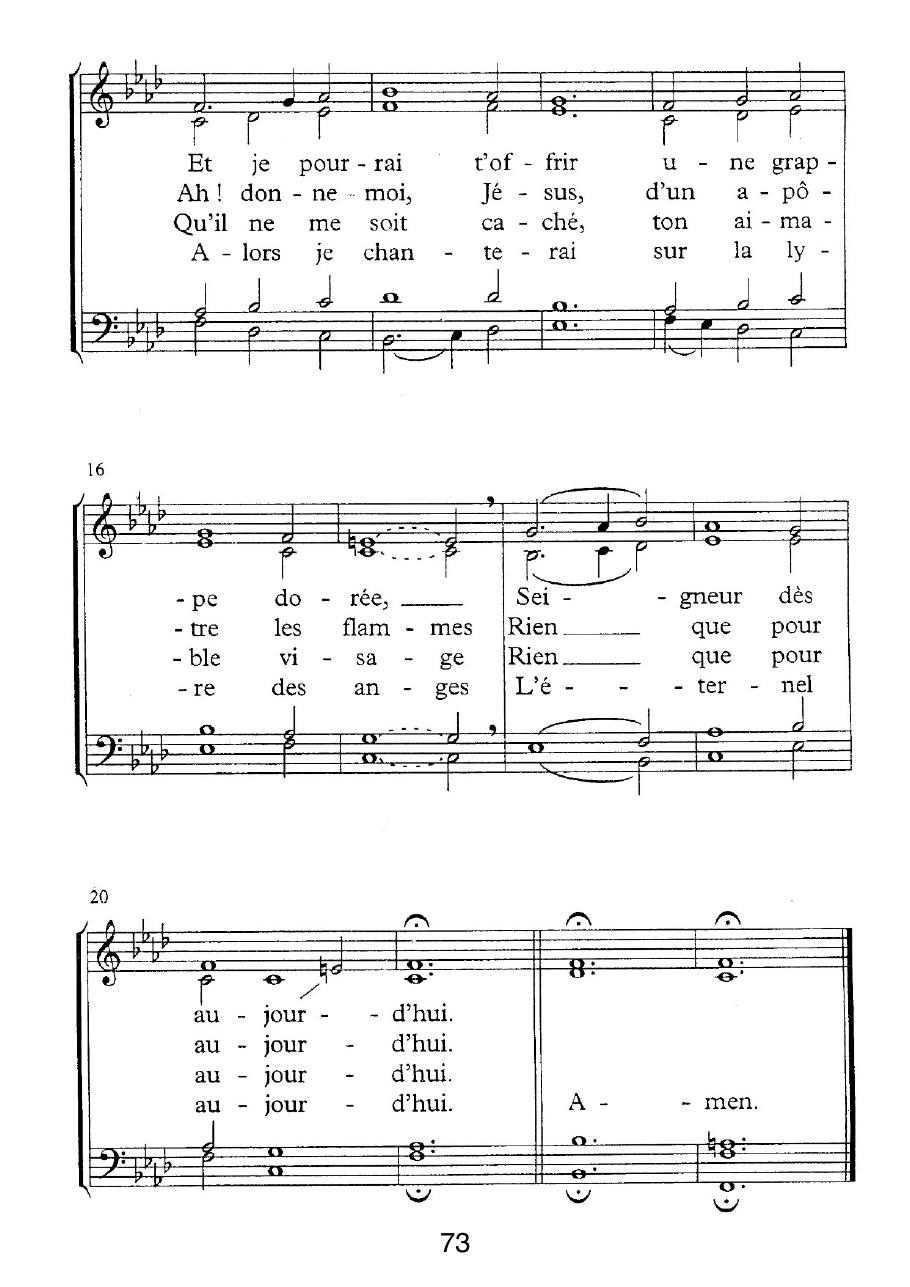 Et je pour - rai t'of - frir u - ne grap -
Ah ! don - ne - moi, Jé - sus, d'un a - pô -
Qu'il ne me soit ca - ché, ton ai - ma -
A - lors je chan - te - rai sur la ly -
16
- pe do - rée, ____ Sei - - gneur dès
- tre les flam - mes Rien ____ que pour
- ble vi - sa - ge Rien ____ que pour
- re des an - ges L'é - - - ter - nel
20
au - jour - - d'hui.
au - jour - d'hui.
au - jour - d'hui.
au - jour - d'hui. A - - men.
73